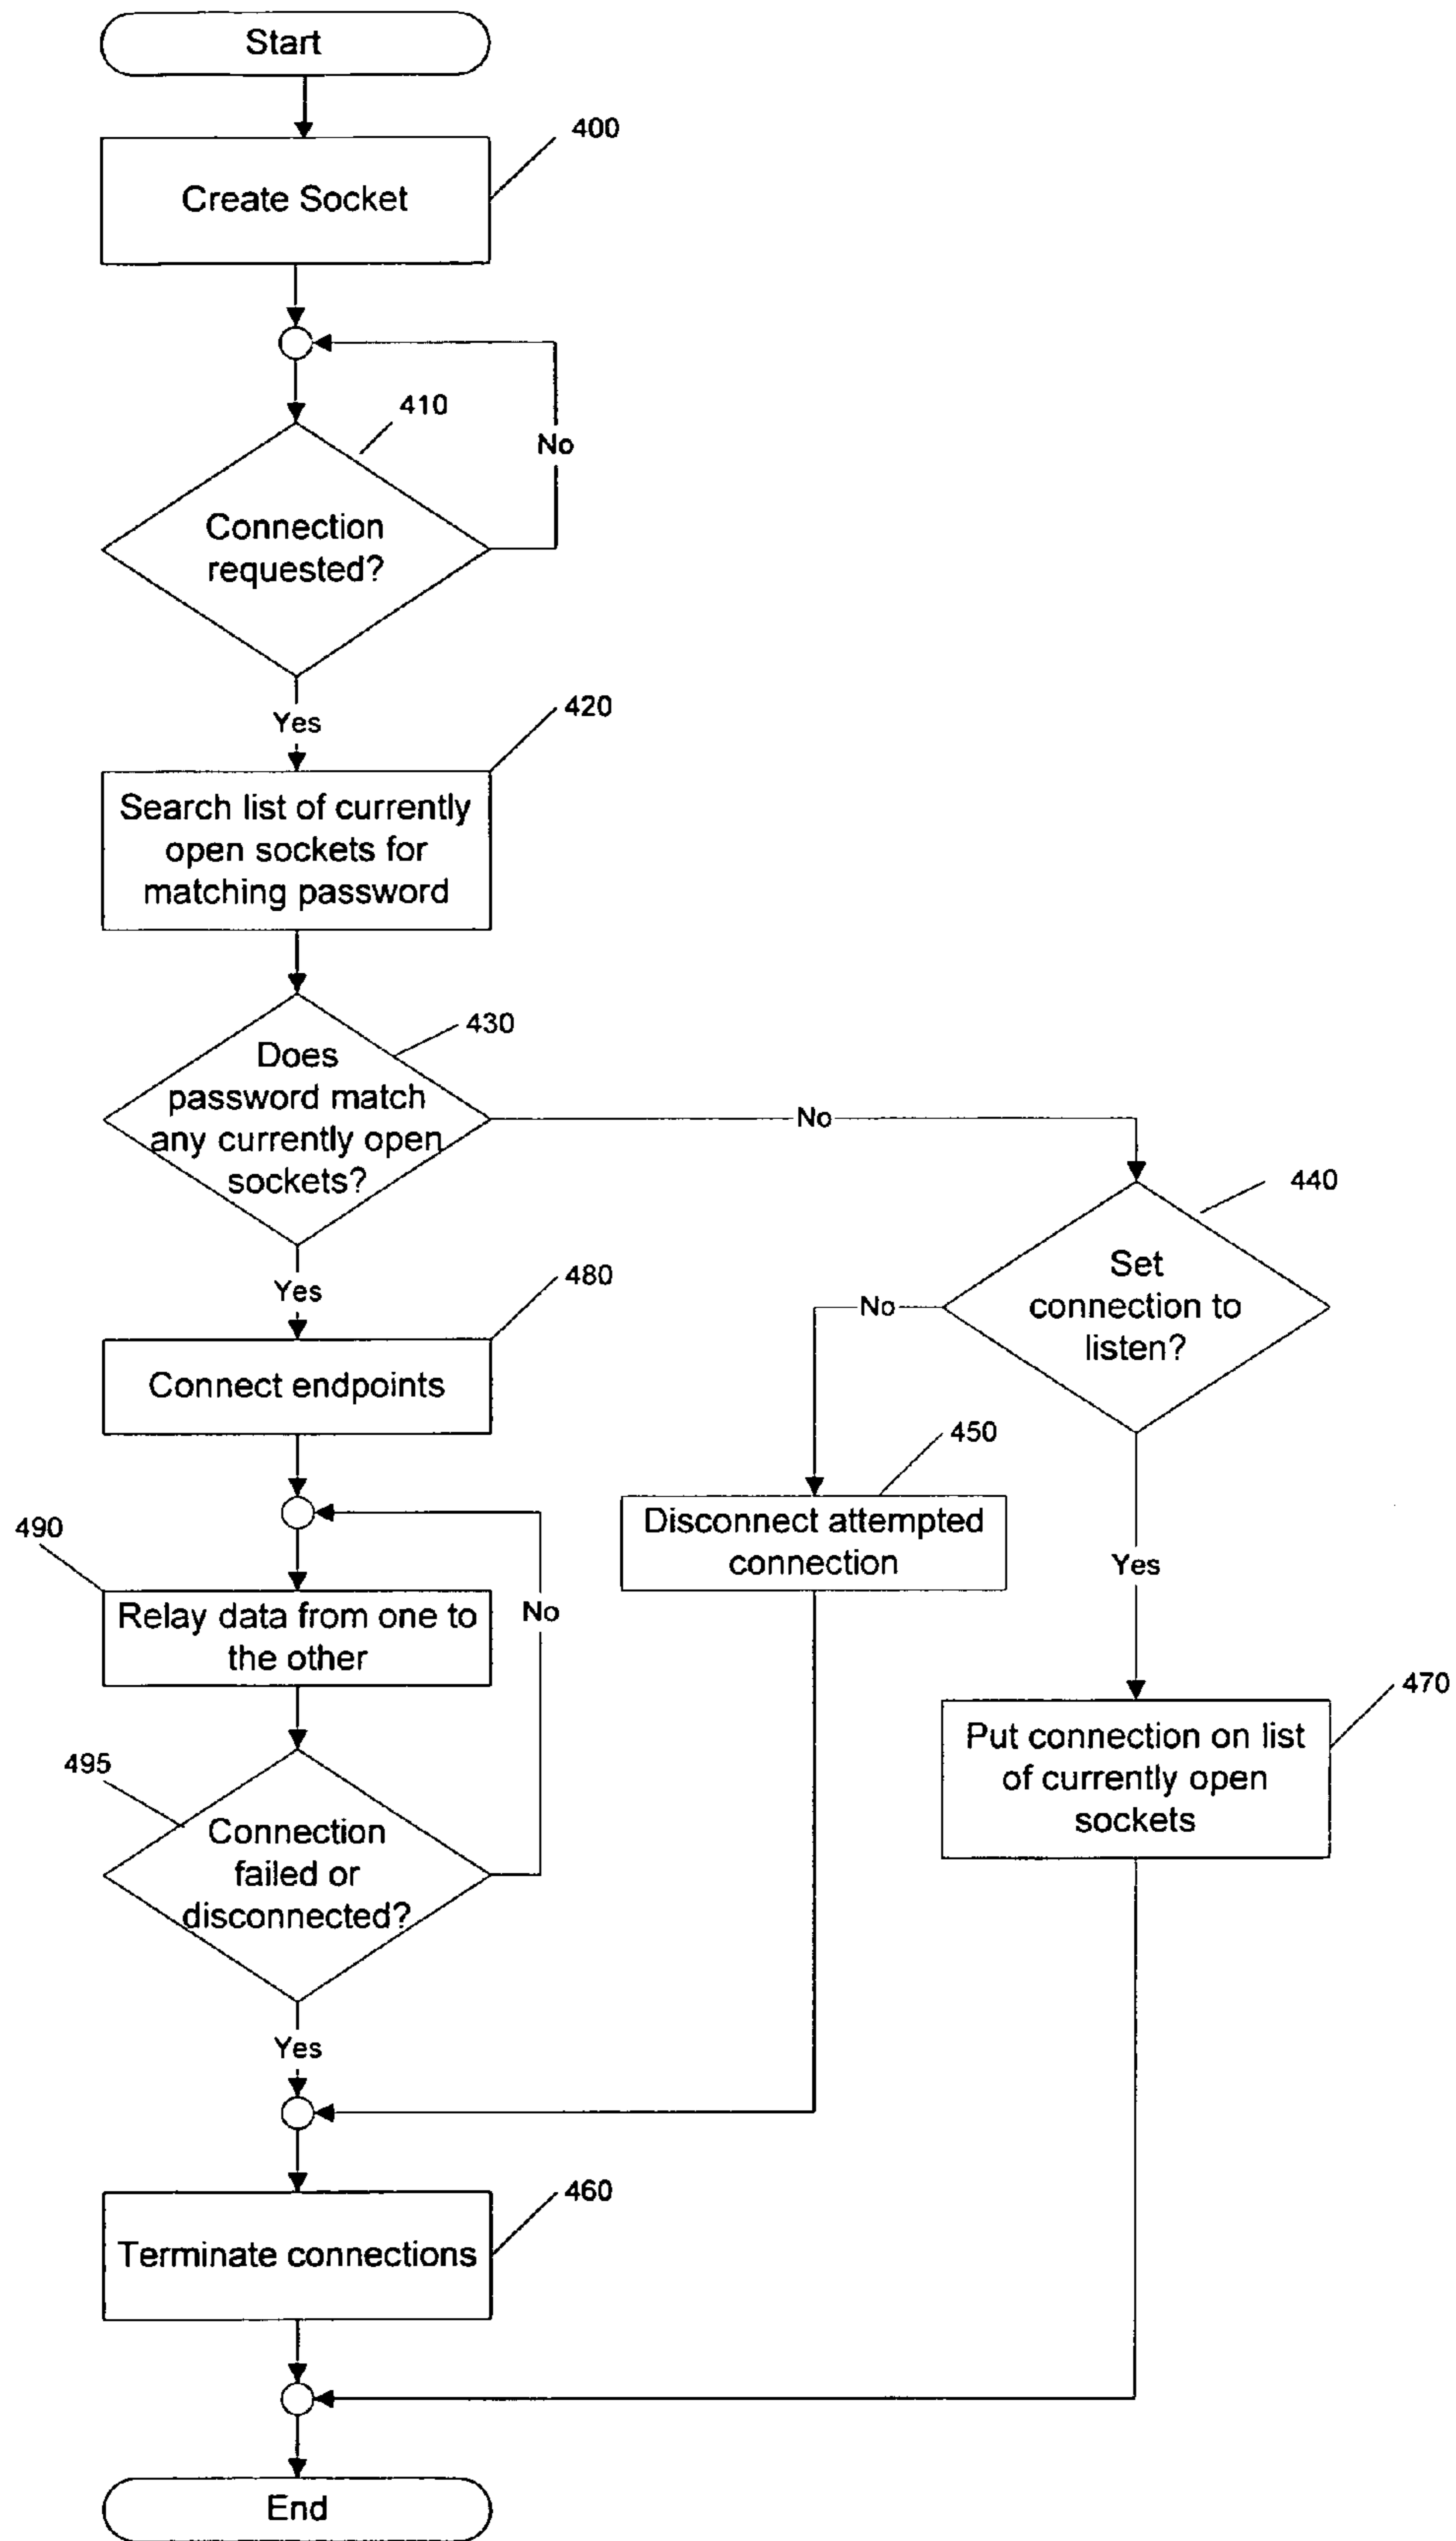 Start
400
Create Socket
410
No
Connection
requested?
Yes
420
Search list of currently
open sockets for
matching password
430
Does
password match
any currently open
sockets?
No
440
Set
connection to
listen?
Yes
480
No
Connect endpoints
450
490
Disconnect attempted
connection
Yes
Relay data from one to
the other
No
470
Put connection on list
of currently open
sockets
495
Connection
failed or
disconnected?
Yes
460
Terminate connections
End